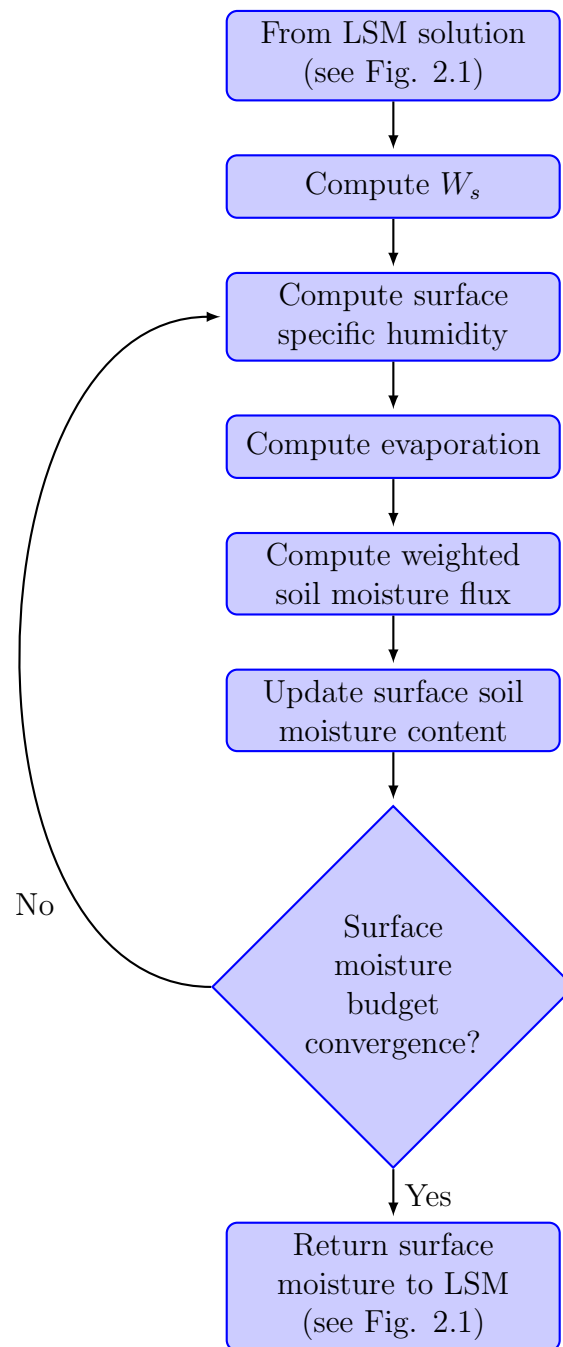 From LSM solution
(see Fig. 2.1)
Compute W_s
Compute surface
specific humidity
Compute evaporation
Compute weighted
soil moisture flux
Update surface soil
moisture content
No
Surface
moisture
budget
convergence?
Yes
Return surface
moisture to LSM
(see Fig. 2.1)